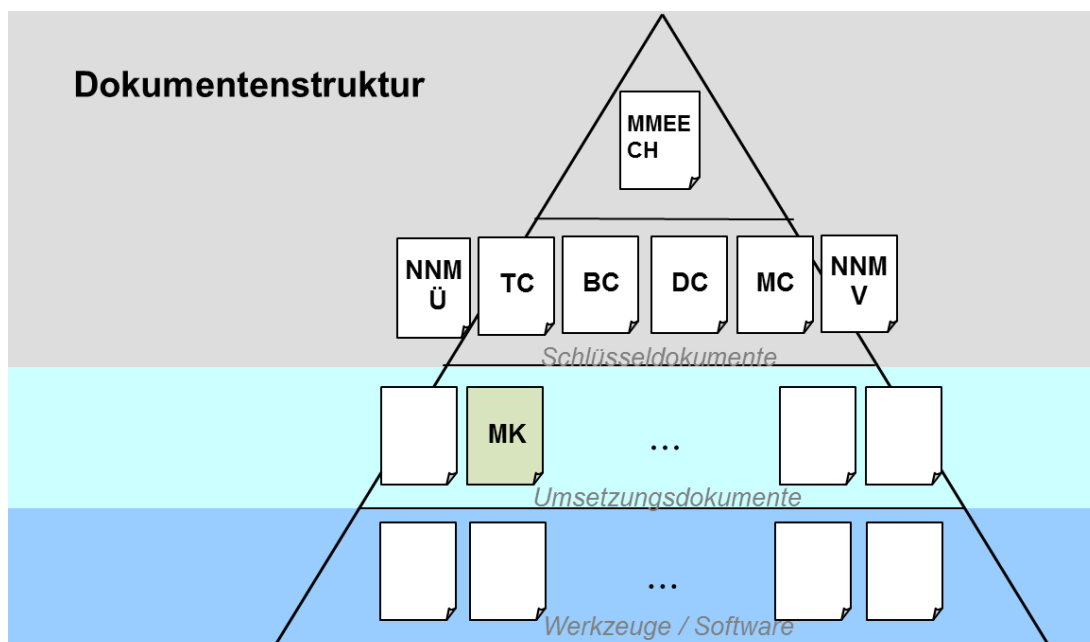 Dokumentenstruktur
MMEE
CH
NNM
Ü
TC
BC
DC
MC
NNM
V
Schlüsseldokumente
MK
...
Umsetzungsdokumente
...
Werkzeuge / Software